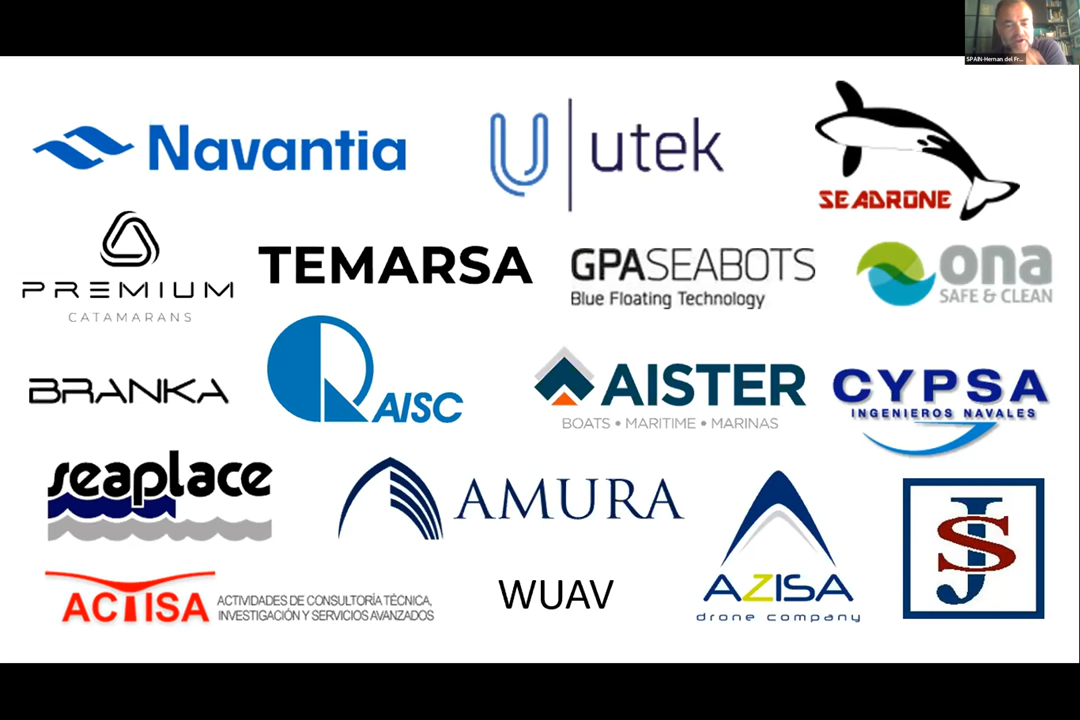 SPAIN-Hernan del Fr...
Navantia
utek
SEADRONE
PREMIUM
CATAMARANS
TEMARSA
GPASEABOTS
Blue Floating Technology
ona
SAFE & CLEAN
BRANKA
AISC
AISTER
BOATS • MARITIME • MARINAS
CYPSA
INGENIEROS NAVALES
seaplace
AMURA
AZISA
drone company
JS
ACTISA
ACTIVIDADES DE CONSULTORÍA TÉCNICA,
INVESTIGACIÓN Y SERVICIOS AVANZADOS
WUAV